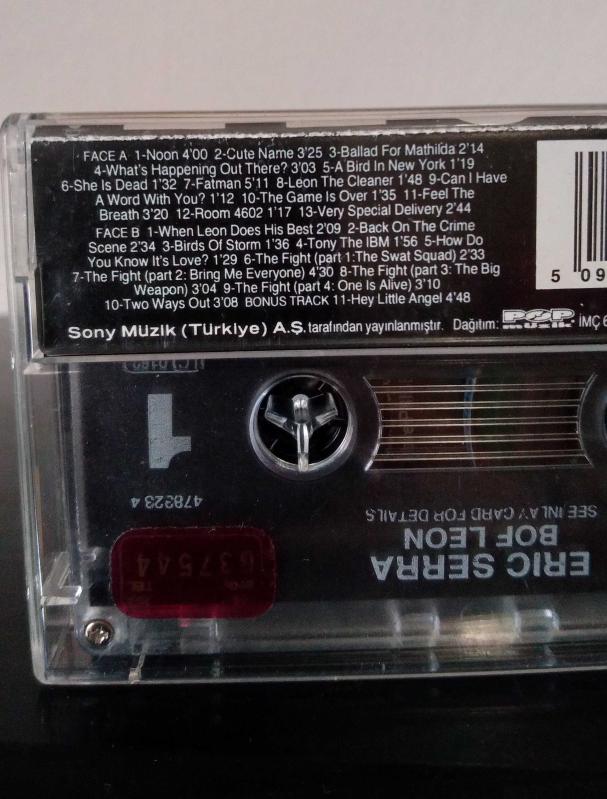 FACE A 1-Noon 4'00 2-Cute Name 3'25 3-Ballad For Mathilda 2'14
4-What's Happening Out There? 3'03 5-A Bird In New York 1'19
6-She Is Dead 1'32 7-Fatman 5'11 8-Leon The Cleaner 1'48 9-Can I Have
A Word With You? 1'12 10-The Game Is Over 1'35 11-Feel The
Breath 3'20 12-Room 4602 1'17 13-Very Special Delivery 2'44
FACE B 1-When Leon Does His Best 2'09 2-Back On The Crime
Scene 2'34 3-Birds Of Storm 1'36 4-Tony The IBM 1'56 5-How Do
You Know It's Love? 1'29 6-The Fight (part 1:The Swat Squad) 2'33
7-The Fight (part 2: Bring Me Everyone) 4'30 8-The Fight (part 3: The Big
Weapon) 3'04 9-The Fight (part 4: One Is Alive) 3'10
10-Two Ways Out 3'08 BONUS TRACK 11-Hey Little Angel 4'48
5 09
Sony Müzik (Türkiye) A.Ş. tarafından yayınlanmıştır. Dağıtım: POP müzik İMÇ 6
1
478323 4
SEE INLAY CARD FOR DETAILS
BOF LEON
ERIC SERRA
637544